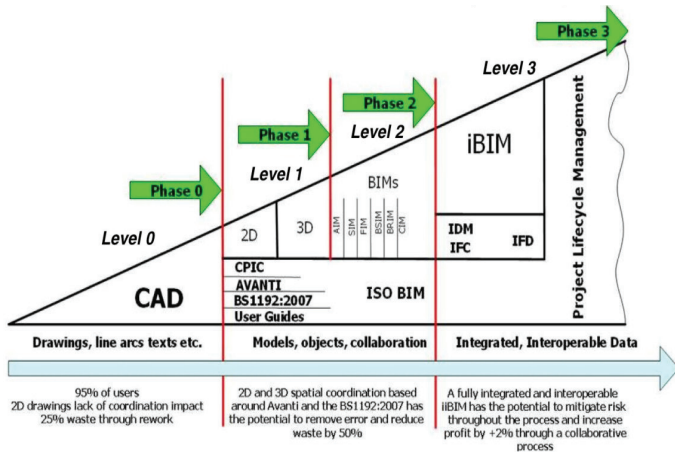 Phase 3
Level 3
Phase 2
Level 2
Phase 1
Level 1
Phase 0
Level 0
iBIM
BIMs
2D
3D
AIM
SIM
FIM
BSIM
BRIM
CIM
IDM
IFC
IFD
Project Lifecycle Management
CAD
CPIC
AVANTI
BS1192:2007
User Guides
ISO BIM
Drawings, line arcs texts etc.
Models, objects, collaboration
Integrated, Interoperable Data
95% of users
2D drawings lack of coordination impact
25% waste through rework
2D and 3D spatial coordination based
around Avanti and the BS1192:2007 has
the potential to remove error and reduce
waste by 50%
A fully integrated and interoperable
iiBIM has the potential to mitigate risk
throughout the process and increase
profit by +2% through a collaborative
process